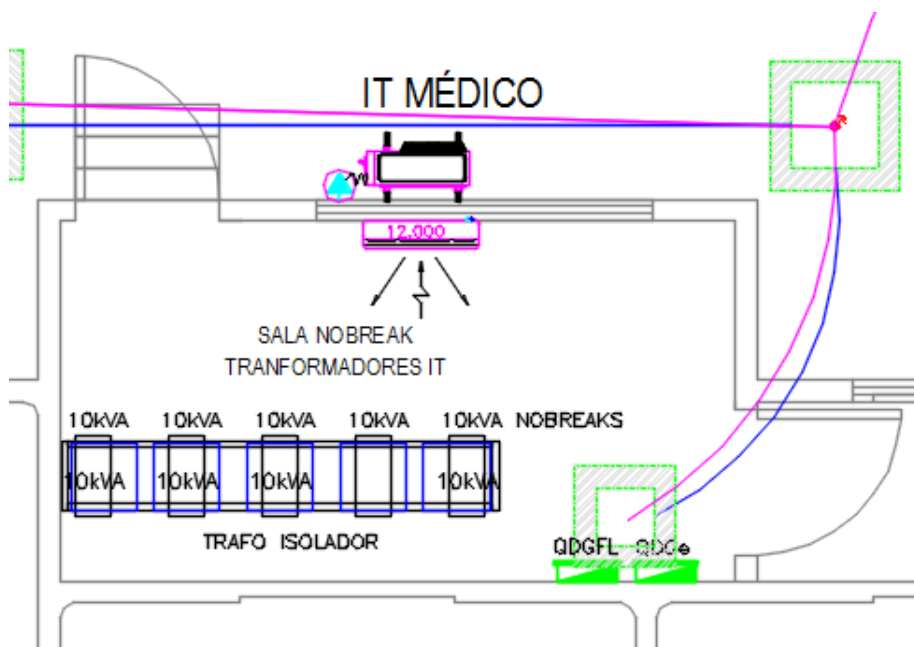 IT MÉDICO
12.000
SALA NOBREAK
TRANFORMADORES IT
10kVA 10kVA 10kVA 10kVA 10kVA NOBREAKS
10kVA 10kVA 10kVA 10kVA
TRAFO ISOLADOR
QDGFL QDGe